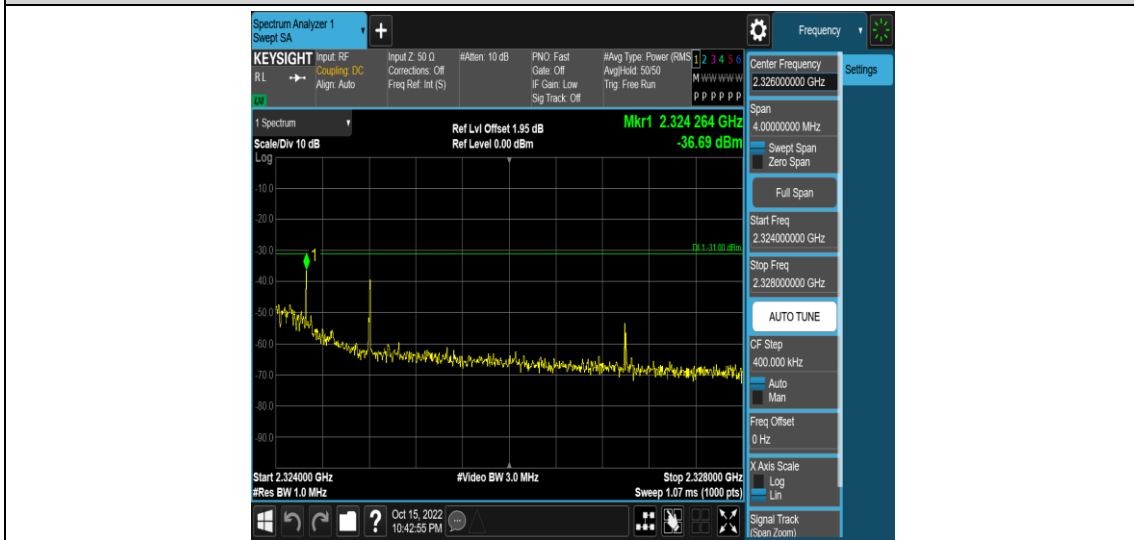 Spectrum Analyzer 1
Swept SA
+
Frequency
KEYSIGHT
RL
LXI
Input: RF
Coupling: DC
Align: Auto
Input Z: 50 Ω
Corrections: Off
Freq Ref: Int (S)
#Atten: 10 dB
PNO: Fast
Gate: Off
IF Gain: Low
Sig Track: Off
#Avg Type: Power (RMS
Avg|Hold: 50/50
Trig: Free Run
1 2 3 4 5 6
M W W W W W
P P P P P P
1 Spectrum
Scale/Div 10 dB
Log
Ref Lvl Offset 1.95 dB
Ref Level 0.00 dBm
Mkr1 2.324 264 GHz
-36.69 dBm
-10.0
-20.0
-30.0
-40.0
-50.0
-60.0
-70.0
-80.0
-90.0
1
DL1 -31.00 dBm
Start 2.324000 GHz
#Res BW 1.0 MHz
#Video BW 3.0 MHz
Stop 2.328000 GHz
Sweep 1.07 ms (1000 pts)
?
Oct 15, 2022
10:42:55 PM
Center Frequency
2.326000000 GHz
Settings
Span
4.00000000 MHz
Swept Span
Zero Span
Full Span
Start Freq
2.324000000 GHz
Stop Freq
2.328000000 GHz
AUTO TUNE
CF Step
400.000 kHz
Auto
Man
Freq Offset
0 Hz
X Axis Scale
Log
Lin
Signal Track
(Span Zoom)